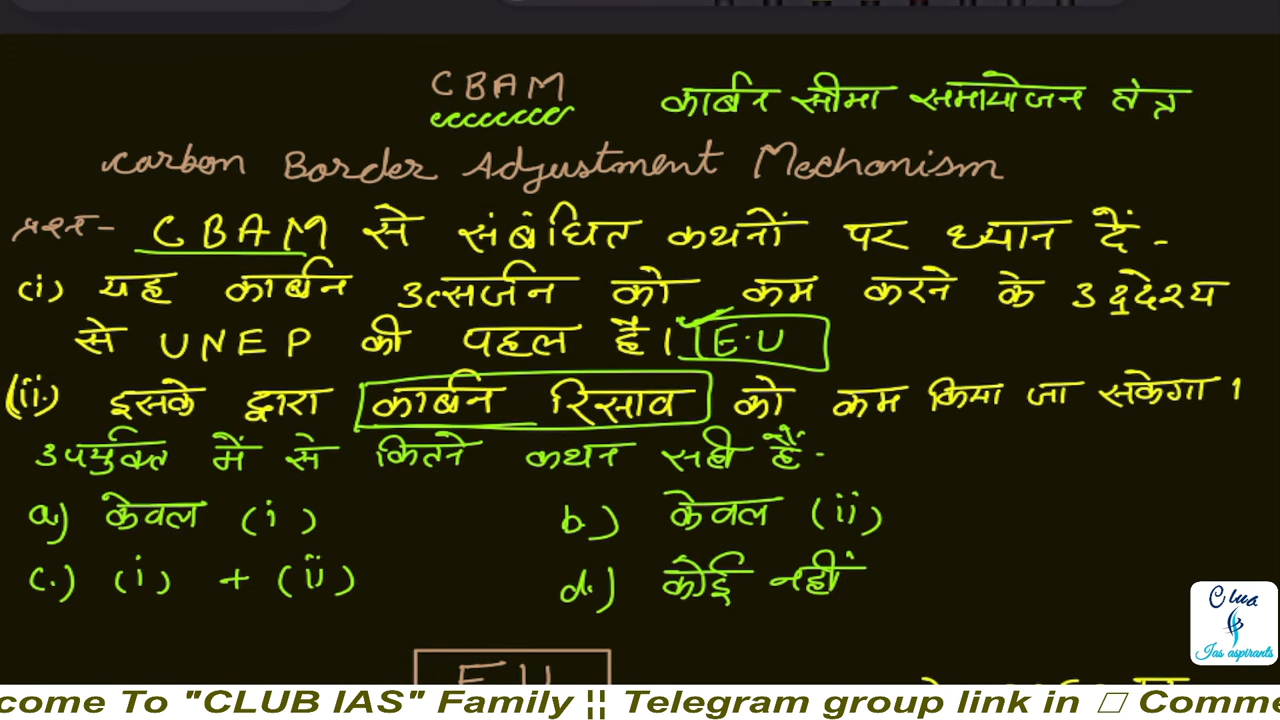 CBAM कार्बन सीमा समायोजन तंत्र
Carbon Border Adjustment Mechanism
प्रश्न- CBAM से संबंधित कथनों पर ध्यान दें -
(i) यह कार्बन उत्सर्जन को कम करने के उद्देश्य
से UNEP की पहल है। E.U
(ii.) इसके द्वारा कार्बन रिसाव को कम किया जा सकेगा।
उपर्युक्त में से कितने कथन सही हैं -
a.) केवल (i) b.) केवल (ii)
c.) (i) + (ii) d.) कोई नहीं
E.U
Club
Ias aspirants
come To "CLUB IAS" Family ¦¦ Telegram group link in □ Comme